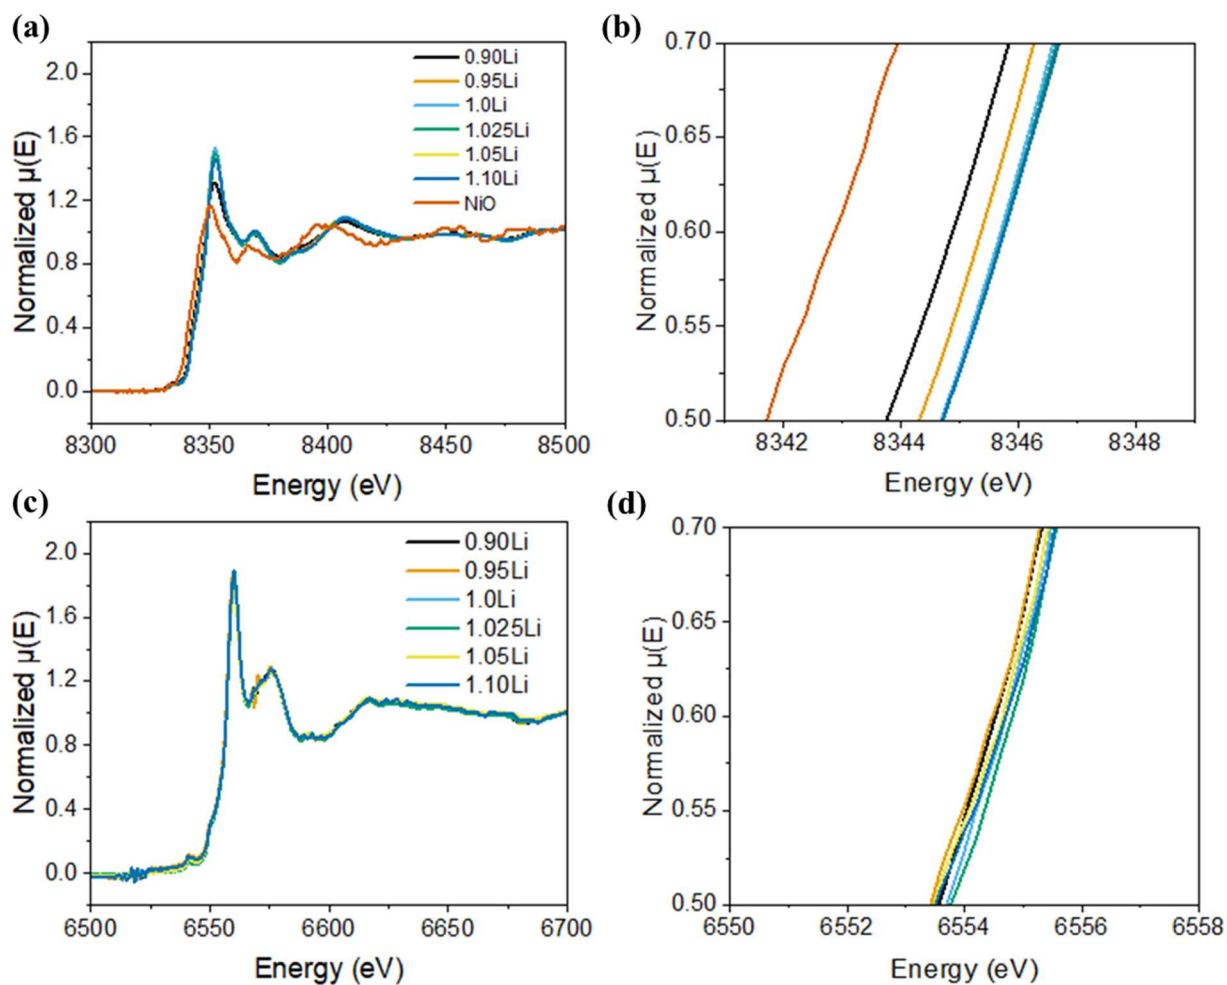 (a)
Normalized μ(E)
2.0
1.6
1.2
0.8
0.4
0.0
0.90Li
0.95Li
1.0Li
1.025Li
1.05Li
1.10Li
NiO
8300 8350 8400 8450 8500
Energy (eV)
(b)
Normalized μ(E)
0.70
0.65
0.60
0.55
0.50
8342 8344 8346 8348
Energy (eV)
(c)
Normalized μ(E)
2.0
1.6
1.2
0.8
0.4
0.0
0.90Li
0.95Li
1.0Li
1.025Li
1.05Li
1.10Li
6500 6550 6600 6650 6700
Energy (eV)
(d)
Normalized μ(E)
0.70
0.65
0.60
0.55
0.50
6550 6552 6554 6556 6558
Energy (eV)